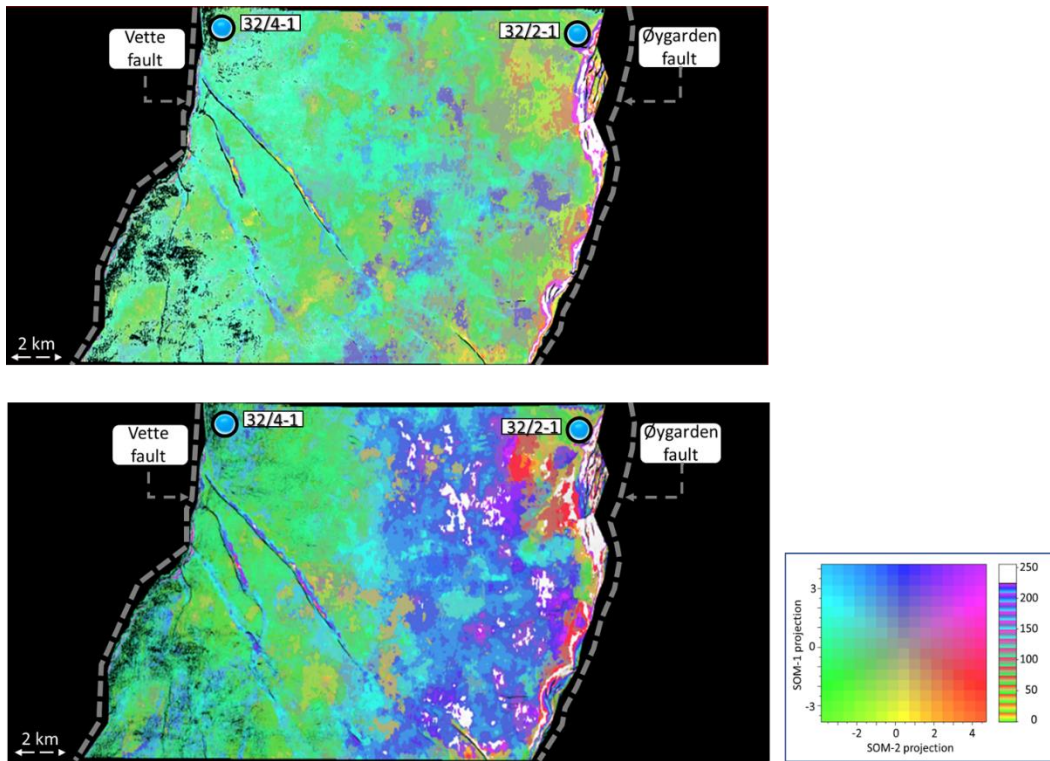 32/4-1
32/2-1
Vette
fault
Øygarden
fault
2 km
32/4-1
32/2-1
Vette
fault
Øygarden
fault
2 km
SOM-1 projection
3
0
-3
-2
0
2
4
SOM-2 projection
250
200
150
100
50
0